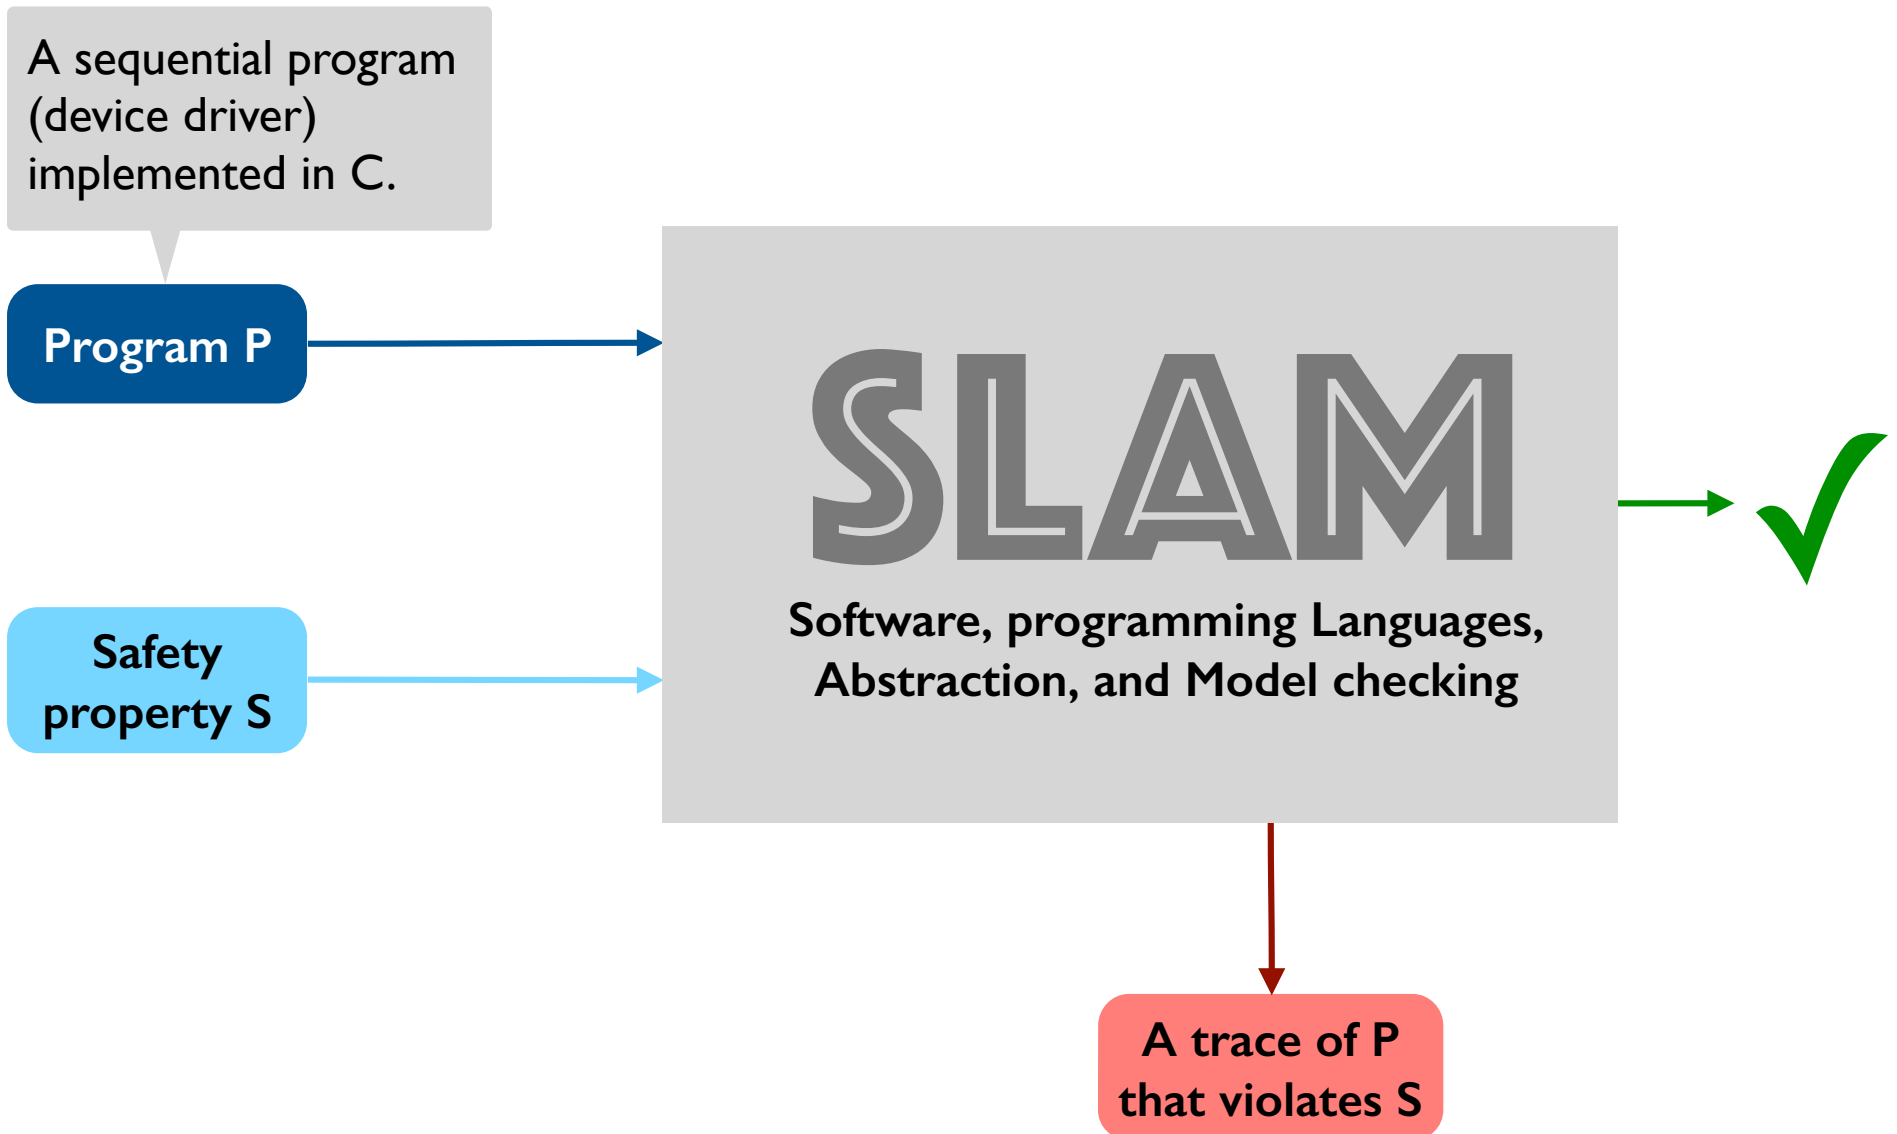 A sequential program
(device driver)
implemented in C.
Program P
SLAM
Software, programming Languages,
Abstraction, and Model checking
Safety
property S
A trace of P
that violates S